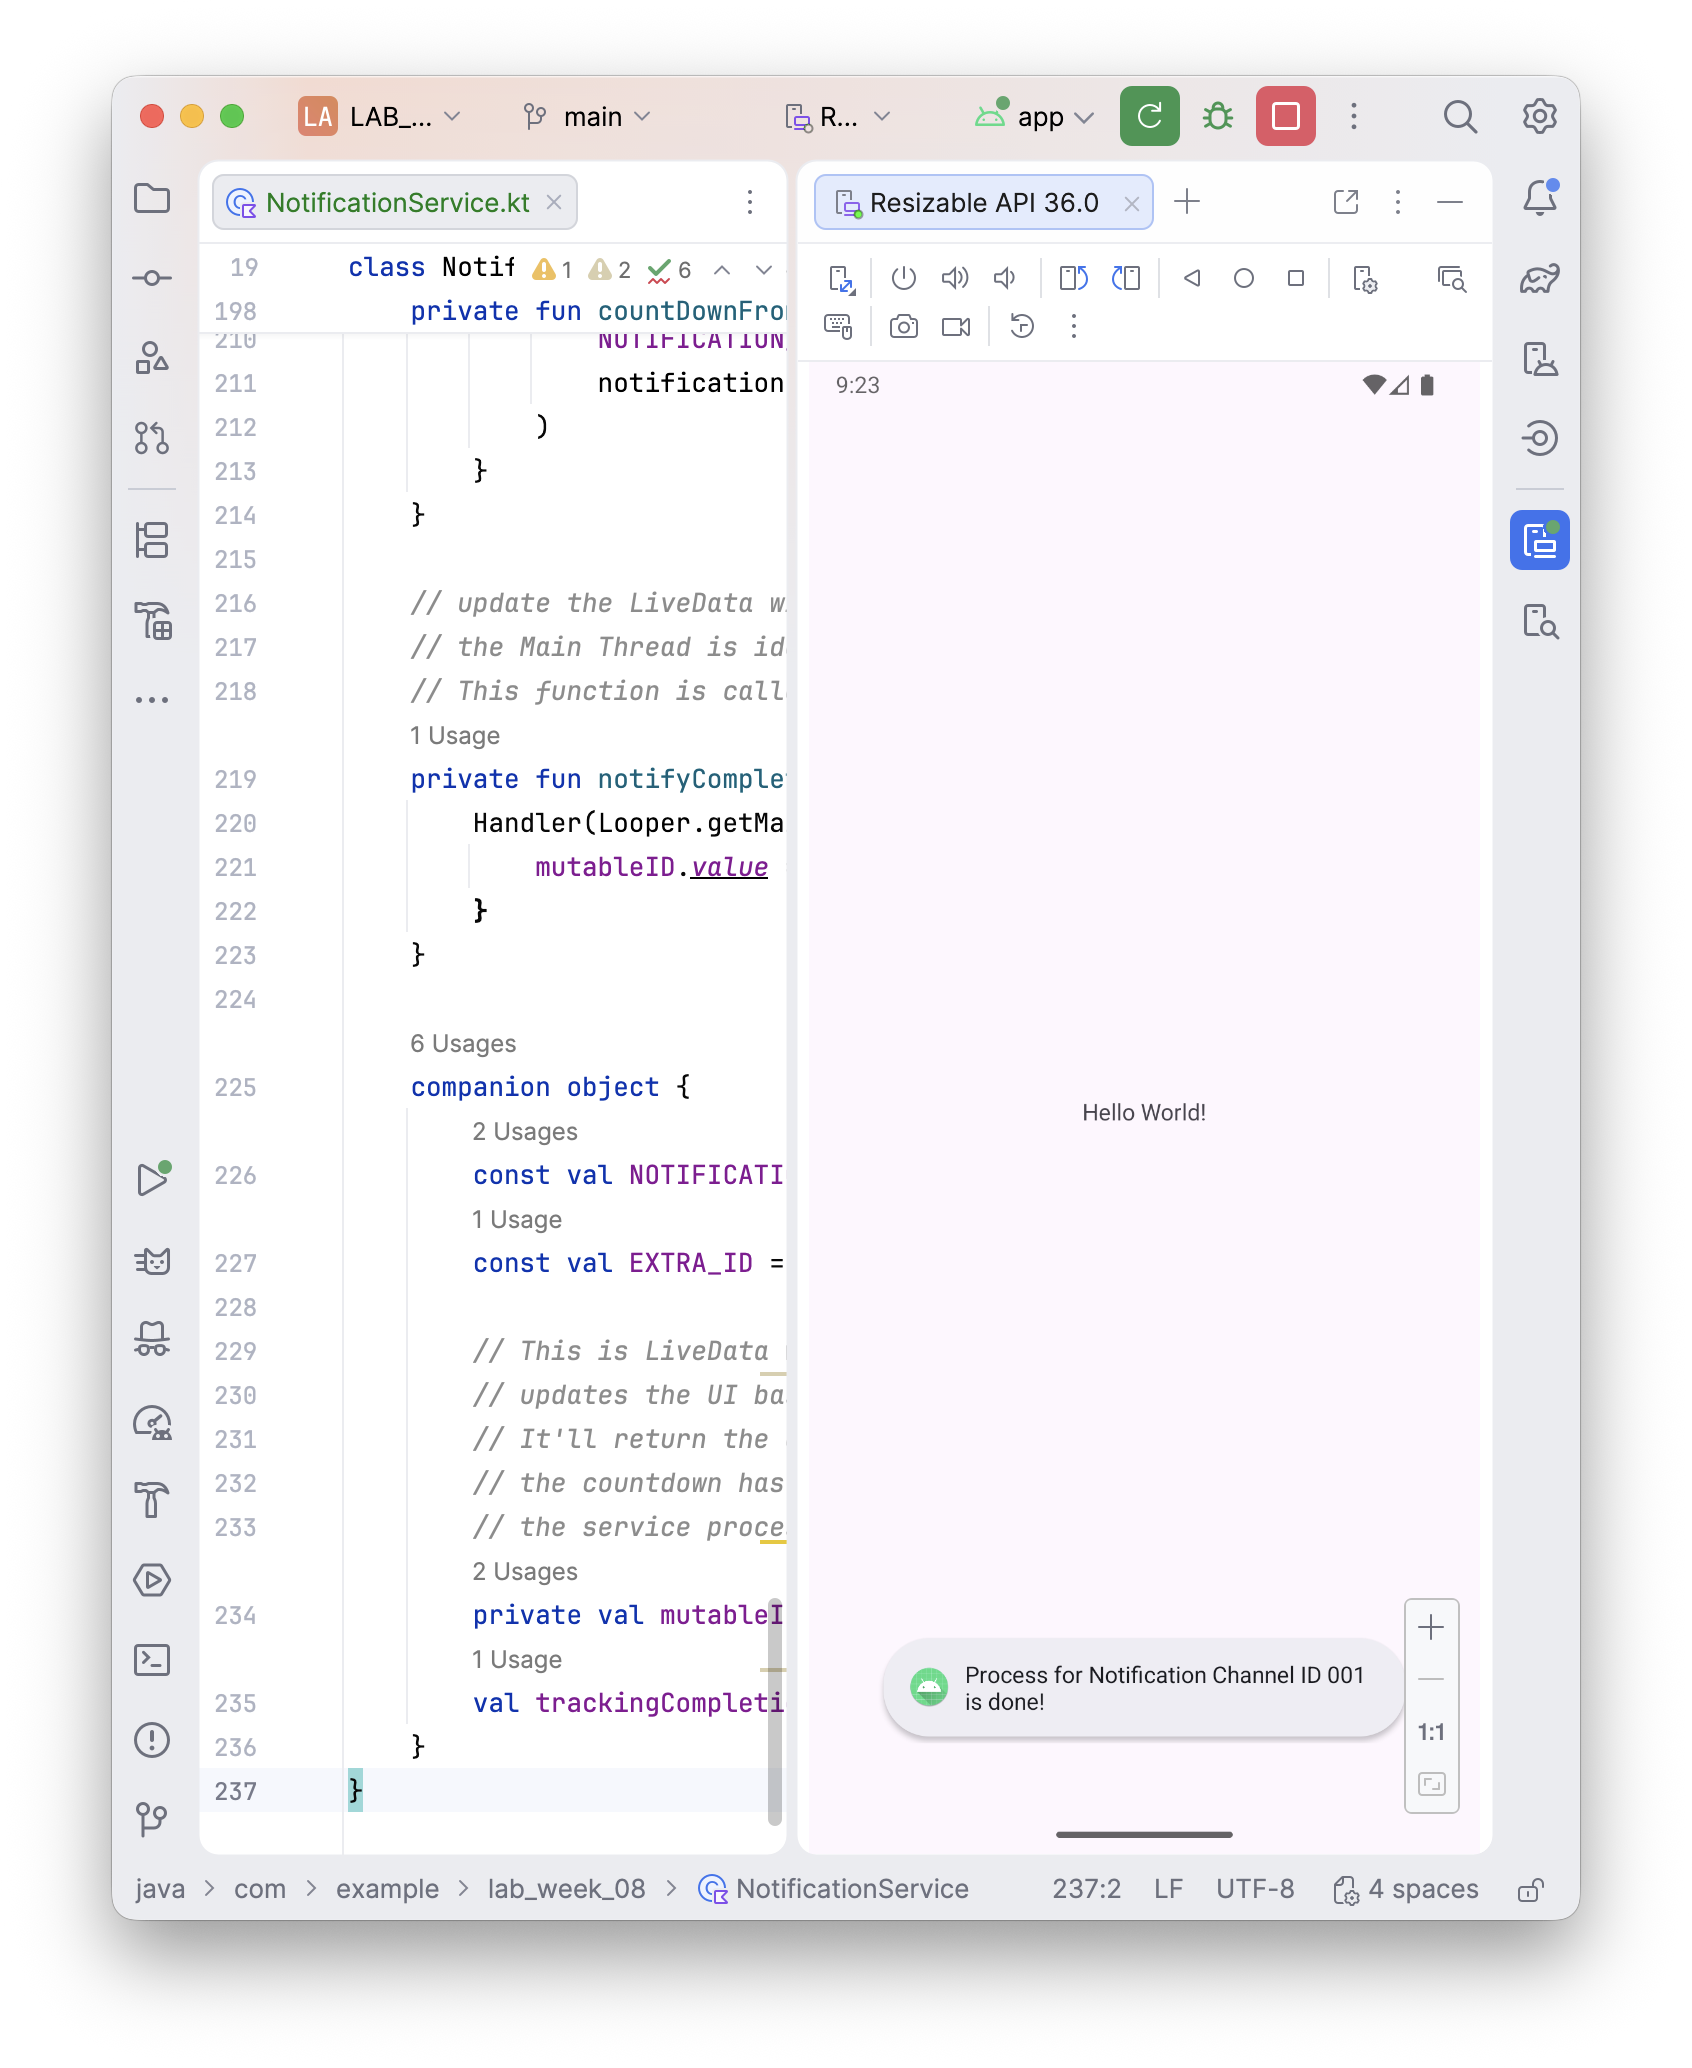 LA LAB_... main R... app
NotificationService.kt
19 class Notif 1 2 6
198 private fun countDownFro
210 NOTIFICATION
211 notification
212 )
213 }
214 }
215
216 // update the LiveData w
217 // the Main Thread is id
218 // This function is call
1 Usage
219 private fun notifyComple
220 Handler(Looper.getMa
221 mutableID.value
222 }
223 }
224
6 Usages
225 companion object {
2 Usages
226 const val NOTIFICATI
1 Usage
227 const val EXTRA_ID =
228
229 // This is LiveData
230 // updates the UI ba
231 // It'll return the
232 // the countdown has
233 // the service proce
2 Usages
234 private val mutableI
1 Usage
235 val trackingCompleti
236 }
237 }
Resizable API 36.0
9:23
Hello World!
Process for Notification Channel ID 001
is done!
1:1
java > com > example > lab_week_08 > NotificationService 237:2 LF UTF-8 4 spaces